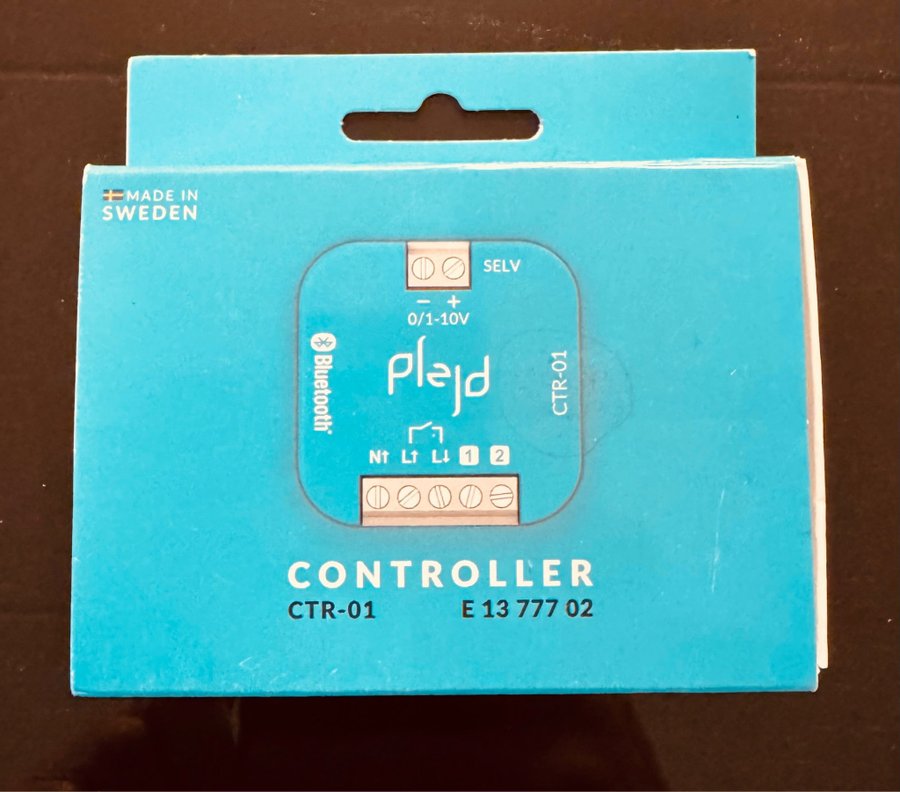 MADE IN
SWEDEN
SELV
− +
0/1-10V
Bluetooth®
plejd
CTR-01
N↑ L↑ L↓ 1 2
CONTROLLER
CTR-01 E 13 777 02